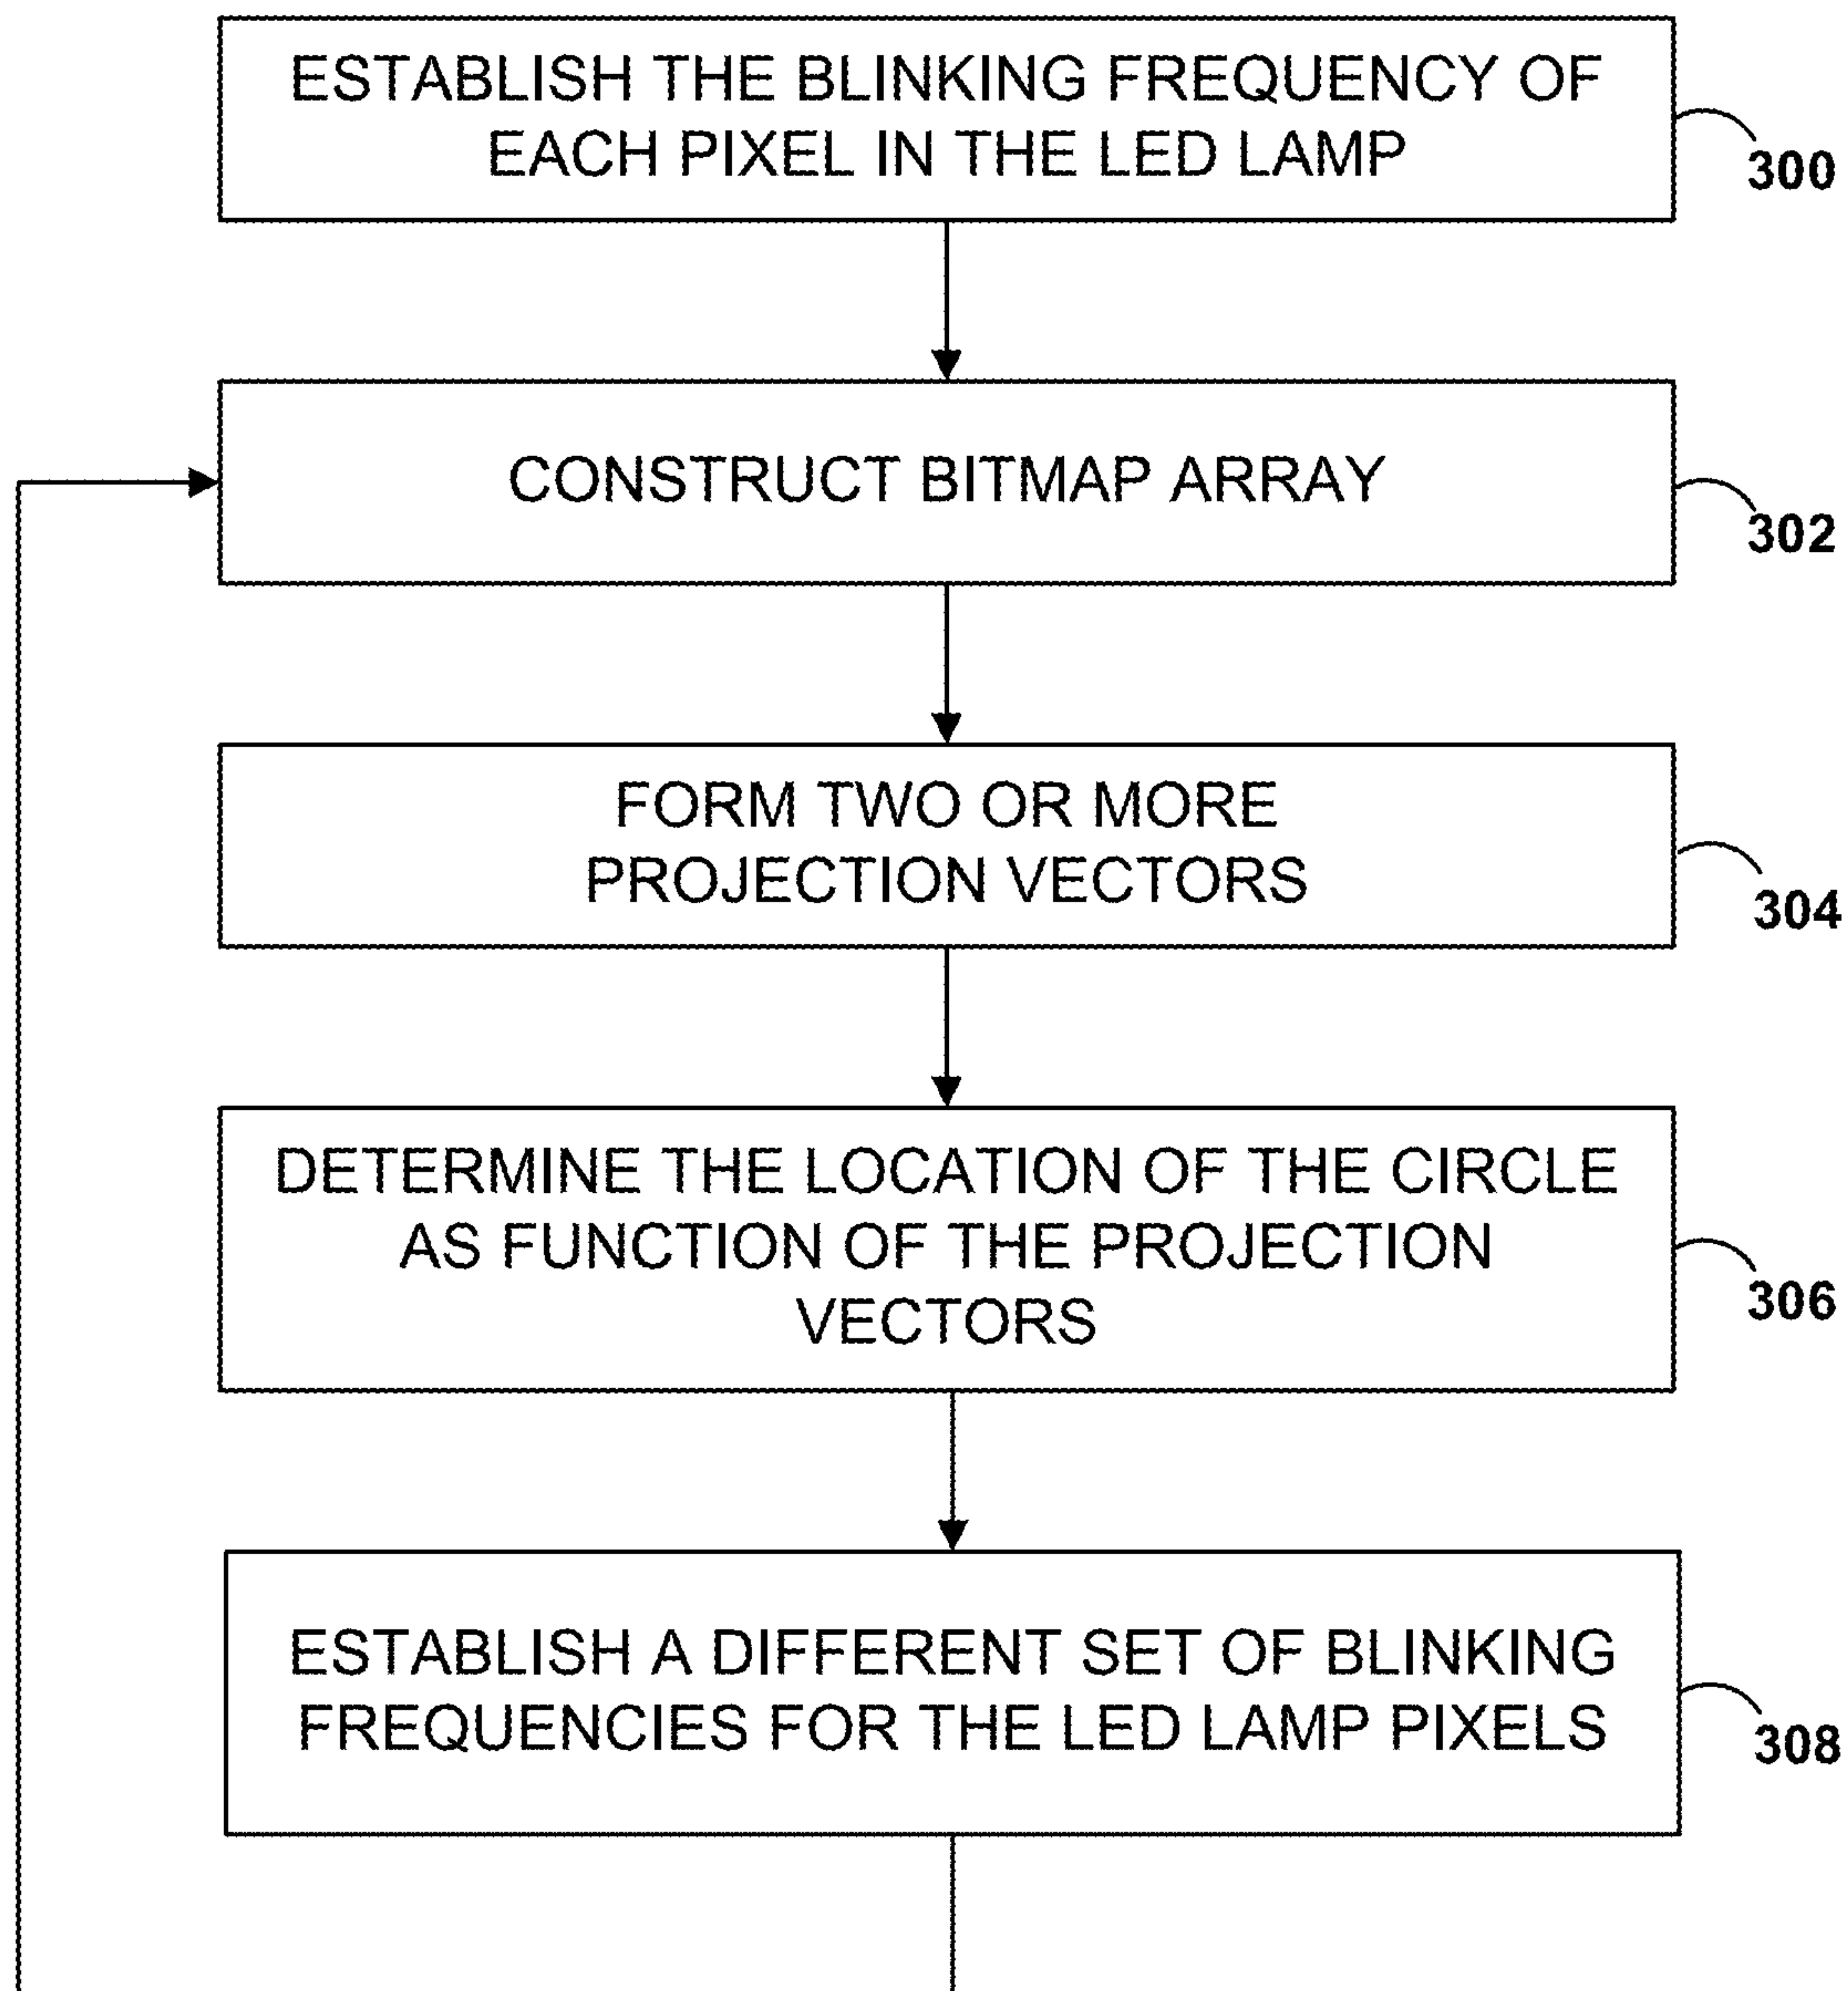 ESTABLISH THE BLINKING FREQUENCY OF
EACH PIXEL IN THE LED LAMP
300
CONSTRUCT BITMAP ARRAY
302
FORM TWO OR MORE
PROJECTION VECTORS
304
DETERMINE THE LOCATION OF THE CIRCLE
AS FUNCTION OF THE PROJECTION
VECTORS
306
ESTABLISH A DIFFERENT SET OF BLINKING
FREQUENCIES FOR THE LED LAMP PIXELS
308